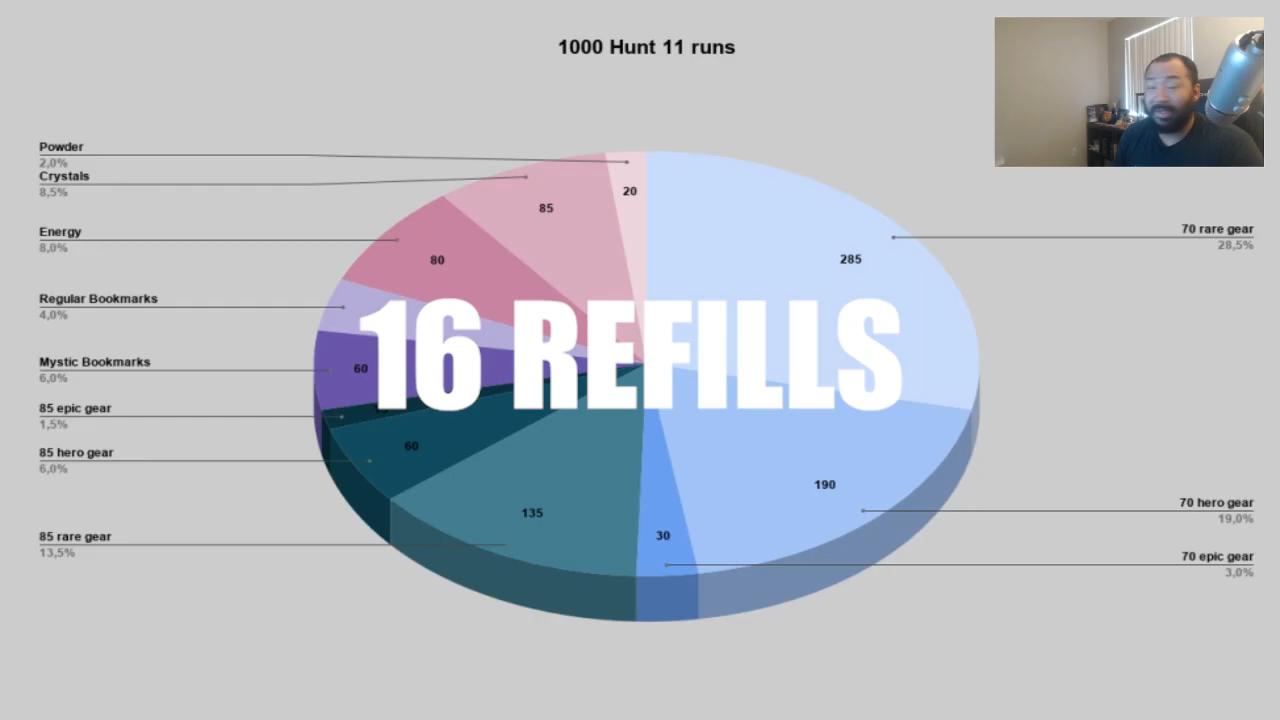 1000 Hunt 11 runs
Powder
2,0%
Crystals
8,5%
Energy
8,0%
Regular Bookmarks
4,0%
Mystic Bookmarks
6,0%
85 epic gear
1,5%
85 hero gear
6,0%
85 rare gear
13,5%
20
85
80
60
60
135
30
190
285
16 REFILLS
70 rare gear
28,5%
70 hero gear
19,0%
70 epic gear
3,0%